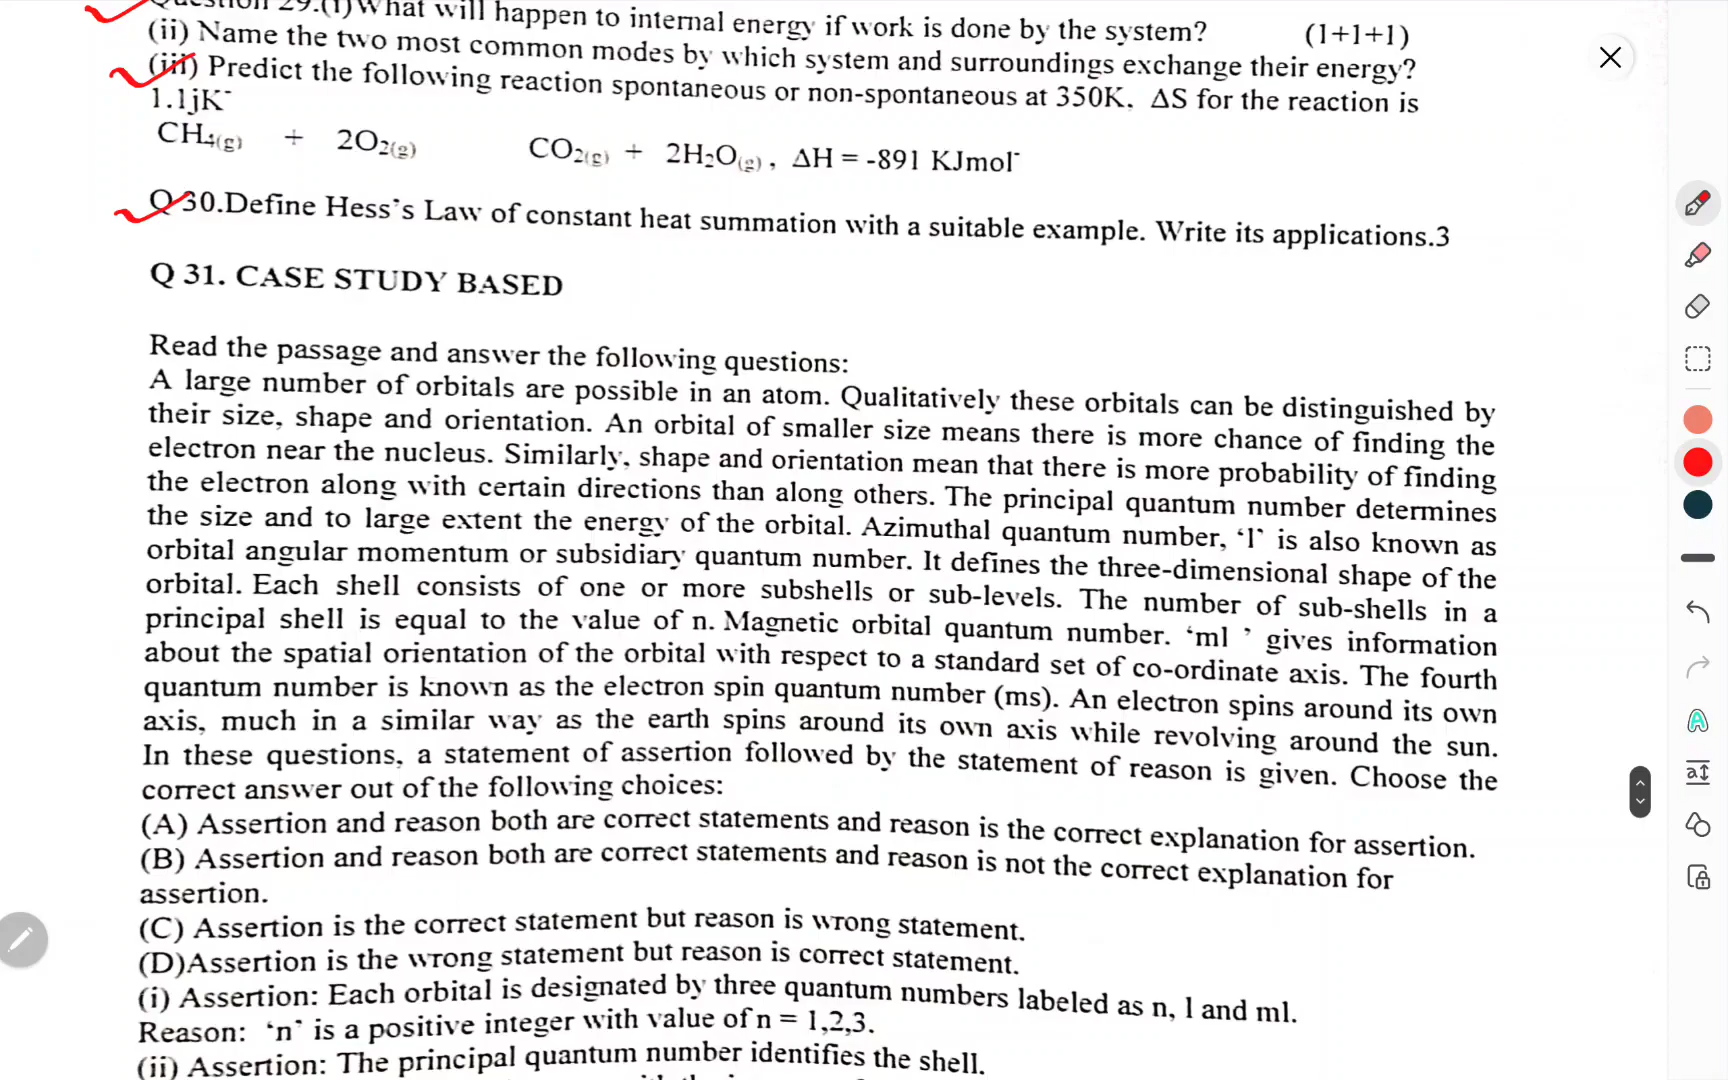 Question 29.(i) What will happen to internal energy if work is done by the system? (1+1+1)
(ii) Name the two most common modes by which system and surroundings exchange their energy?
(iii) Predict the following reaction spontaneous or non-spontaneous at 350K, ΔS for the reaction is
1.1jK⁻
CH₄(g) + 2O₂(g) CO₂(g) + 2H₂O(g), ΔH = -891 KJmol⁻
Q 30.Define Hess's Law of constant heat summation with a suitable example. Write its applications.3
Q 31. CASE STUDY BASED
Read the passage and answer the following questions:
A large number of orbitals are possible in an atom. Qualitatively these orbitals can be distinguished by
their size, shape and orientation. An orbital of smaller size means there is more chance of finding the
electron near the nucleus. Similarly, shape and orientation mean that there is more probability of finding
the electron along with certain directions than along others. The principal quantum number determines
the size and to large extent the energy of the orbital. Azimuthal quantum number, 'l' is also known as
orbital angular momentum or subsidiary quantum number. It defines the three-dimensional shape of the
orbital. Each shell consists of one or more subshells or sub-levels. The number of sub-shells in a
principal shell is equal to the value of n. Magnetic orbital quantum number. 'ml ' gives information
about the spatial orientation of the orbital with respect to a standard set of co-ordinate axis. The fourth
quantum number is known as the electron spin quantum number (ms). An electron spins around its own
axis, much in a similar way as the earth spins around its own axis while revolving around the sun.
In these questions, a statement of assertion followed by the statement of reason is given. Choose the
correct answer out of the following choices:
(A) Assertion and reason both are correct statements and reason is the correct explanation for assertion.
(B) Assertion and reason both are correct statements and reason is not the correct explanation for
assertion.
(C) Assertion is the correct statement but reason is wrong statement.
(D)Assertion is the wrong statement but reason is correct statement.
(i) Assertion: Each orbital is designated by three quantum numbers labeled as n, l and ml.
Reason: 'n' is a positive integer with value of n = 1,2,3.
(ii) Assertion: The principal quantum number identifies the shell.